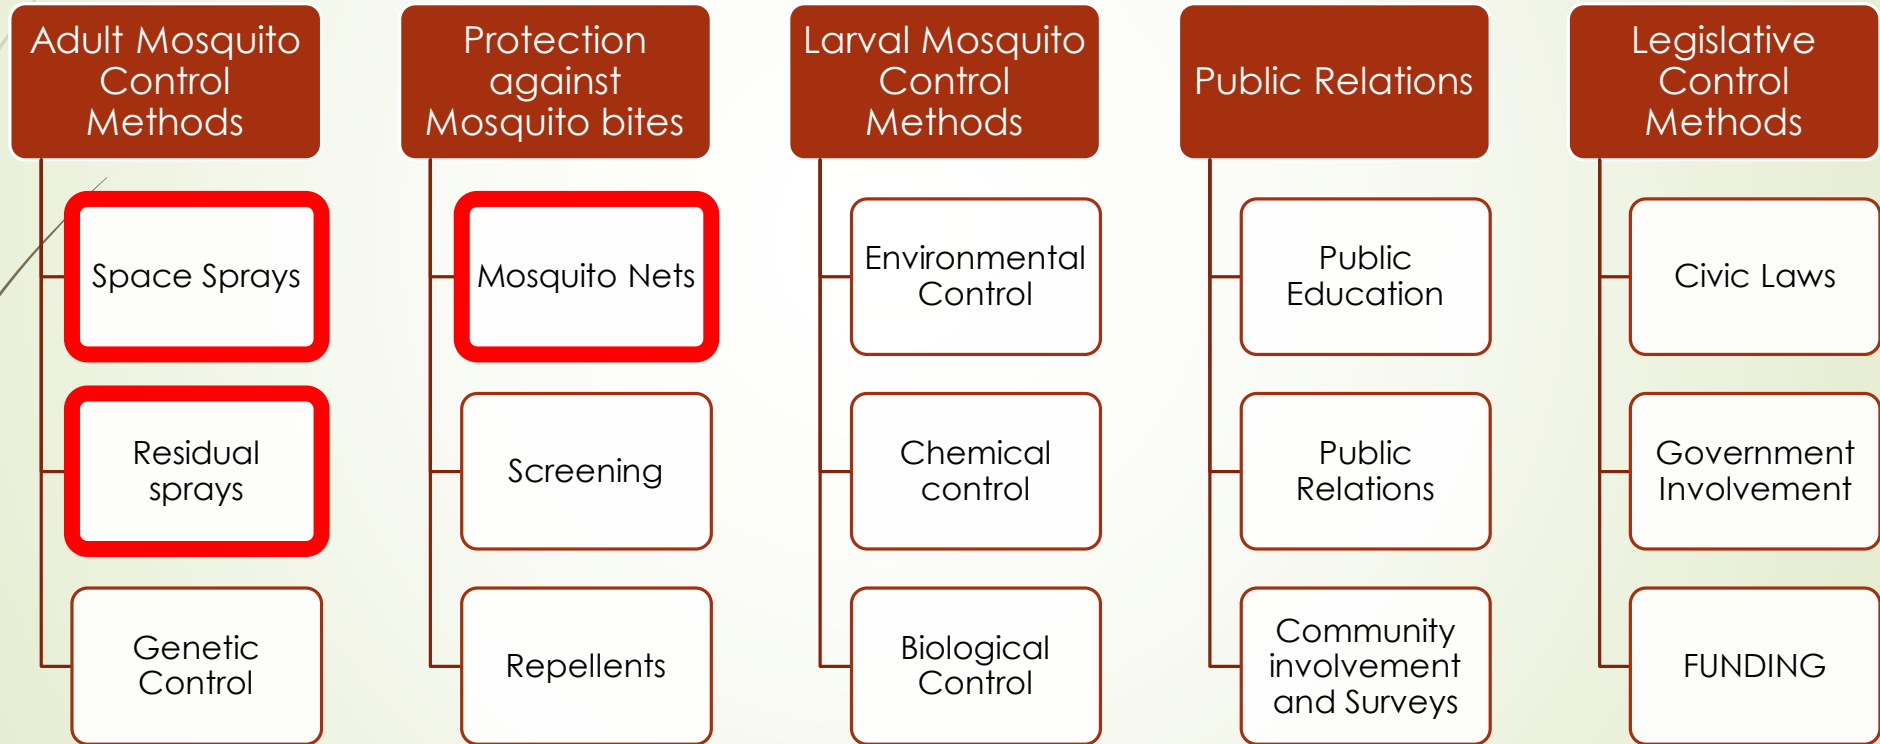 Adult Mosquito
Control
Methods
Space Sprays
Residual
sprays
Genetic
Control
Protection
against
Mosquito bites
Mosquito Nets
Screening
Repellents
Larval Mosquito
Control
Methods
Environmental
Control
Chemical
control
Biological
Control
Public Relations
Public
Education
Public
Relations
Community
involvement
and Surveys
Legislative
Control
Methods
Civic Laws
Government
Involvement
FUNDING